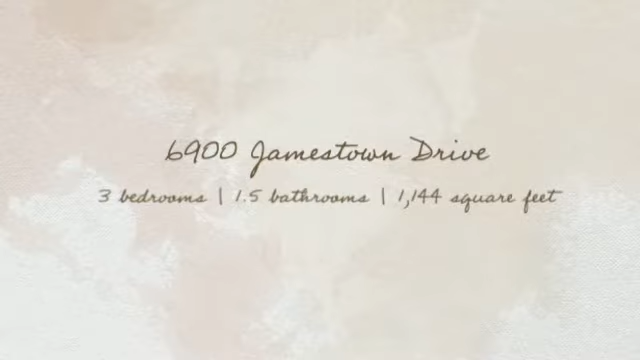 6900 Jamestown Drive
3 bedrooms | 1.5 bathrooms | 1,144 square feet